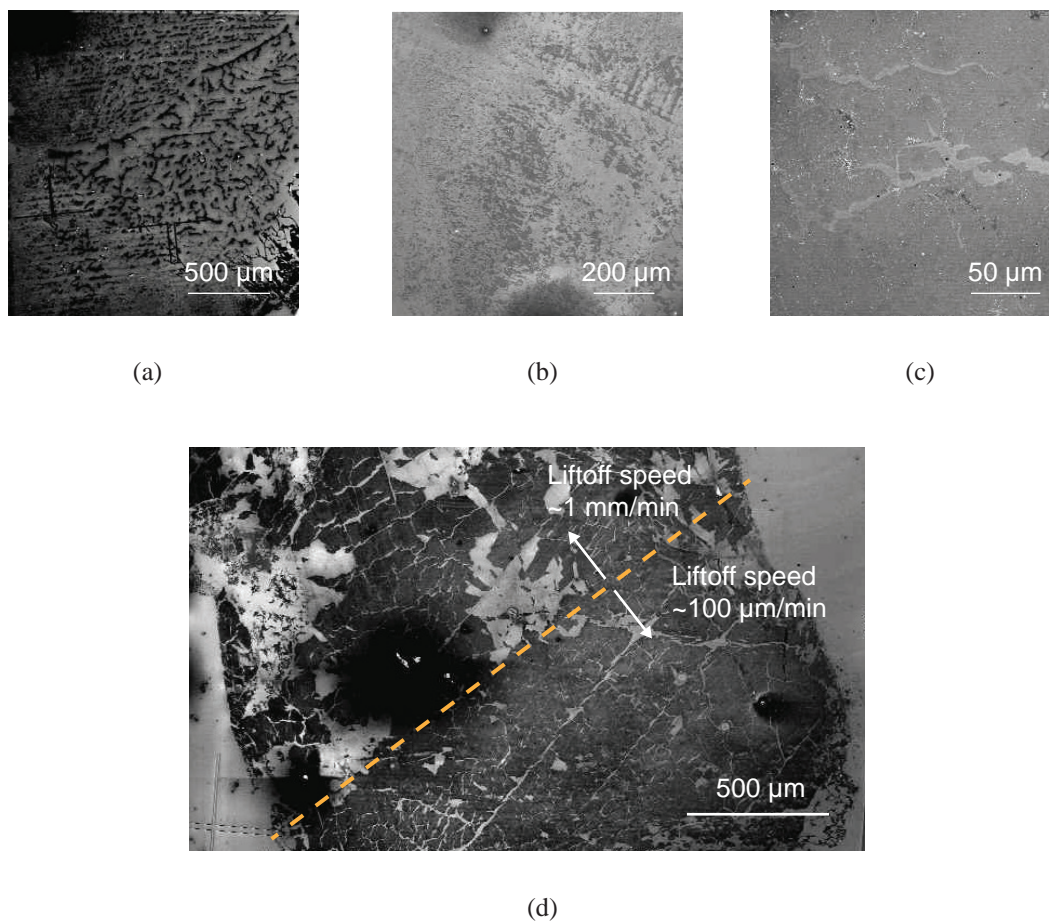 500 μm
200 μm
50 μm
(a)
(b)
(c)
Liftoff speed
~1 mm/min
Liftoff speed
~100 μm/min
500 μm
(d)